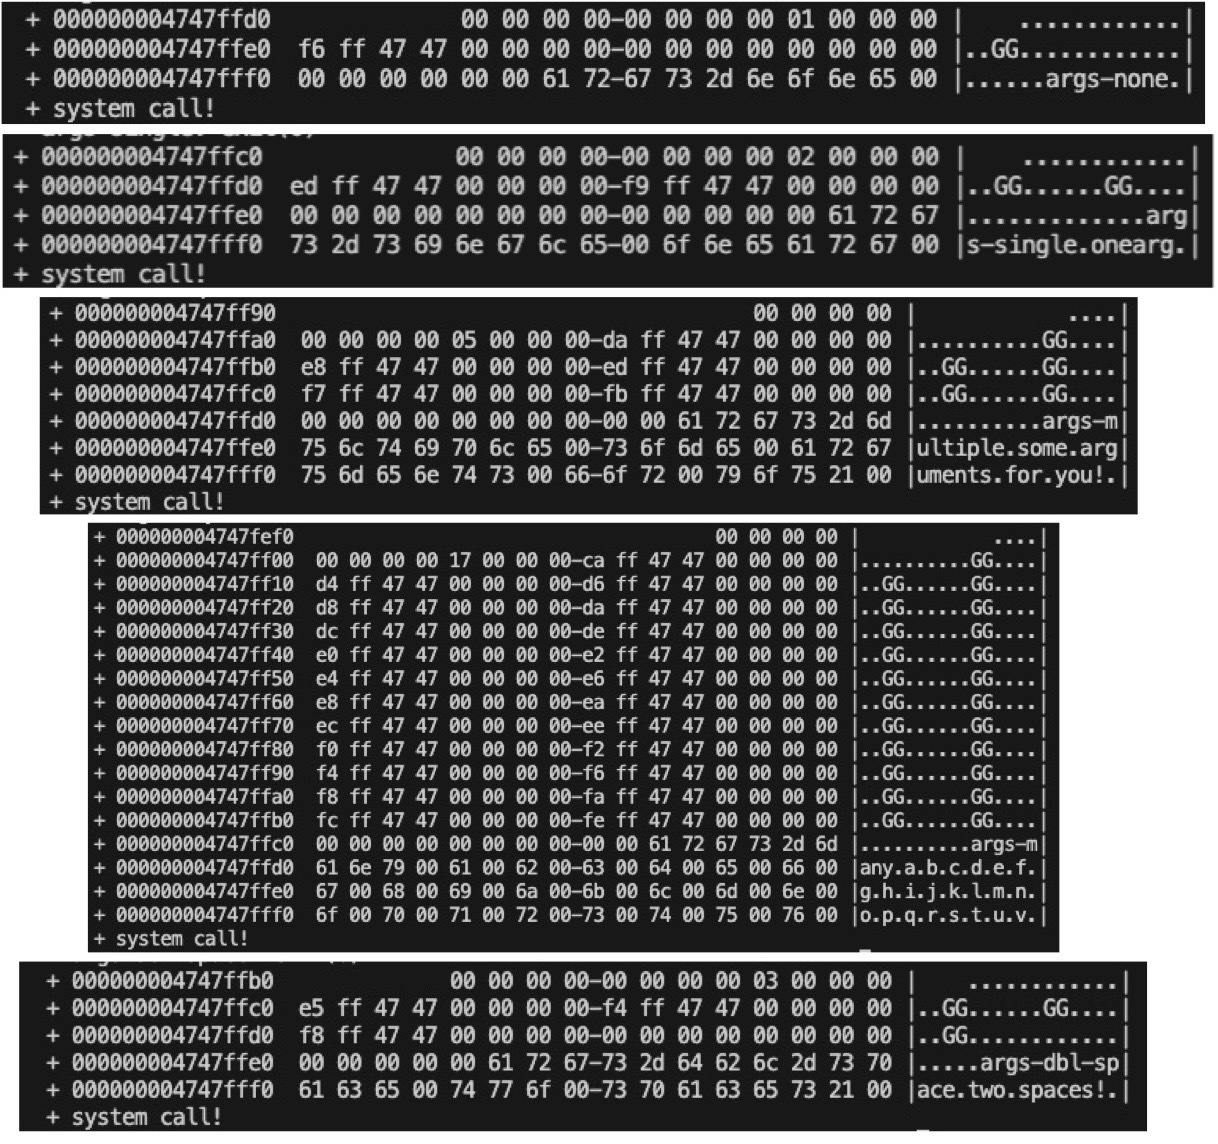 + 000000004747ffd0 00 00 00 00-00 00 00 00 01 00 00 00 | ............|
+ 000000004747ffe0 f6 ff 47 47 00 00 00 00-00 00 00 00 00 00 00 00 |..GG............|
+ 000000004747fff0 00 00 00 00 00 00 61 72-67 73 2d 6e 6f 6e 65 00 |......args-none.|
+ system call!
+ 000000004747ffc0 00 00 00 00-00 00 00 00 02 00 00 00 | ............|
+ 000000004747ffd0 ed ff 47 47 00 00 00 00-f9 ff 47 47 00 00 00 00 |..GG......GG....|
+ 000000004747ffe0 00 00 00 00 00 00 00 00-00 00 00 00 00 61 72 67 |.............arg|
+ 000000004747fff0 73 2d 73 69 6e 67 6c 65-00 6f 6e 65 61 72 67 00 |s-single.onearg.|
+ system call!
+ 000000004747ff90 00 00 00 00 | ....|
+ 000000004747ffa0 00 00 00 00 05 00 00 00-da ff 47 47 00 00 00 00 |..........GG....|
+ 000000004747ffb0 e8 ff 47 47 00 00 00 00-ed ff 47 47 00 00 00 00 |..GG......GG....|
+ 000000004747ffc0 f7 ff 47 47 00 00 00 00-fb ff 47 47 00 00 00 00 |..GG......GG....|
+ 000000004747ffd0 00 00 00 00 00 00 00 00-00 00 61 72 67 73 2d 6d |..........args-m|
+ 000000004747ffe0 75 6c 74 69 70 6c 65 00-73 6f 6d 65 00 61 72 67 |ultiple.some.arg|
+ 000000004747fff0 75 6d 65 6e 74 73 00 66-6f 72 00 79 6f 75 21 00 |uments.for.you!.|
+ system call!
+ 000000004747fef0 00 00 00 00 | ....|
+ 000000004747ff00 00 00 00 00 17 00 00 00-ca ff 47 47 00 00 00 00 |..........GG....|
+ 000000004747ff10 d4 ff 47 47 00 00 00 00-d6 ff 47 47 00 00 00 00 |..GG......GG....|
+ 000000004747ff20 d8 ff 47 47 00 00 00 00-da ff 47 47 00 00 00 00 |..GG......GG....|
+ 000000004747ff30 dc ff 47 47 00 00 00 00-de ff 47 47 00 00 00 00 |..GG......GG....|
+ 000000004747ff40 e0 ff 47 47 00 00 00 00-e2 ff 47 47 00 00 00 00 |..GG......GG....|
+ 000000004747ff50 e4 ff 47 47 00 00 00 00-e6 ff 47 47 00 00 00 00 |..GG......GG....|
+ 000000004747ff60 e8 ff 47 47 00 00 00 00-ea ff 47 47 00 00 00 00 |..GG......GG....|
+ 000000004747ff70 ec ff 47 47 00 00 00 00-ee ff 47 47 00 00 00 00 |..GG......GG....|
+ 000000004747ff80 f0 ff 47 47 00 00 00 00-f2 ff 47 47 00 00 00 00 |..GG......GG....|
+ 000000004747ff90 f4 ff 47 47 00 00 00 00-f6 ff 47 47 00 00 00 00 |..GG......GG....|
+ 000000004747ffa0 f8 ff 47 47 00 00 00 00-fa ff 47 47 00 00 00 00 |..GG......GG....|
+ 000000004747ffb0 fc ff 47 47 00 00 00 00-fe ff 47 47 00 00 00 00 |..GG......GG....|
+ 000000004747ffc0 00 00 00 00 00 00 00 00-00 00 61 72 67 73 2d 6d |..........args-m|
+ 000000004747ffd0 61 6e 79 00 61 00 62 00-63 00 64 00 65 00 66 00 |any.a.b.c.d.e.f.|
+ 000000004747ffe0 67 00 68 00 69 00 6a 00-6b 00 6c 00 6d 00 6e 00 |g.h.i.j.k.l.m.n.|
+ 000000004747fff0 6f 00 70 00 71 00 72 00-73 00 74 00 75 00 76 00 |o.p.q.r.s.t.u.v.|
+ system call!
+ 000000004747ffb0 00 00 00 00-00 00 00 00 03 00 00 00 | ............|
+ 000000004747ffc0 e5 ff 47 47 00 00 00 00-f4 ff 47 47 00 00 00 00 |..GG......GG....|
+ 000000004747ffd0 f8 ff 47 47 00 00 00 00-00 00 00 00 00 00 00 00 |..GG............|
+ 000000004747ffe0 00 00 00 00 00 61 72 67-73 2d 64 62 6c 2d 73 70 |.....args-dbl-sp|
+ 000000004747fff0 61 63 65 00 74 77 6f 00-73 70 61 63 65 73 21 00 |ace.two.spaces!.|
+ system call!